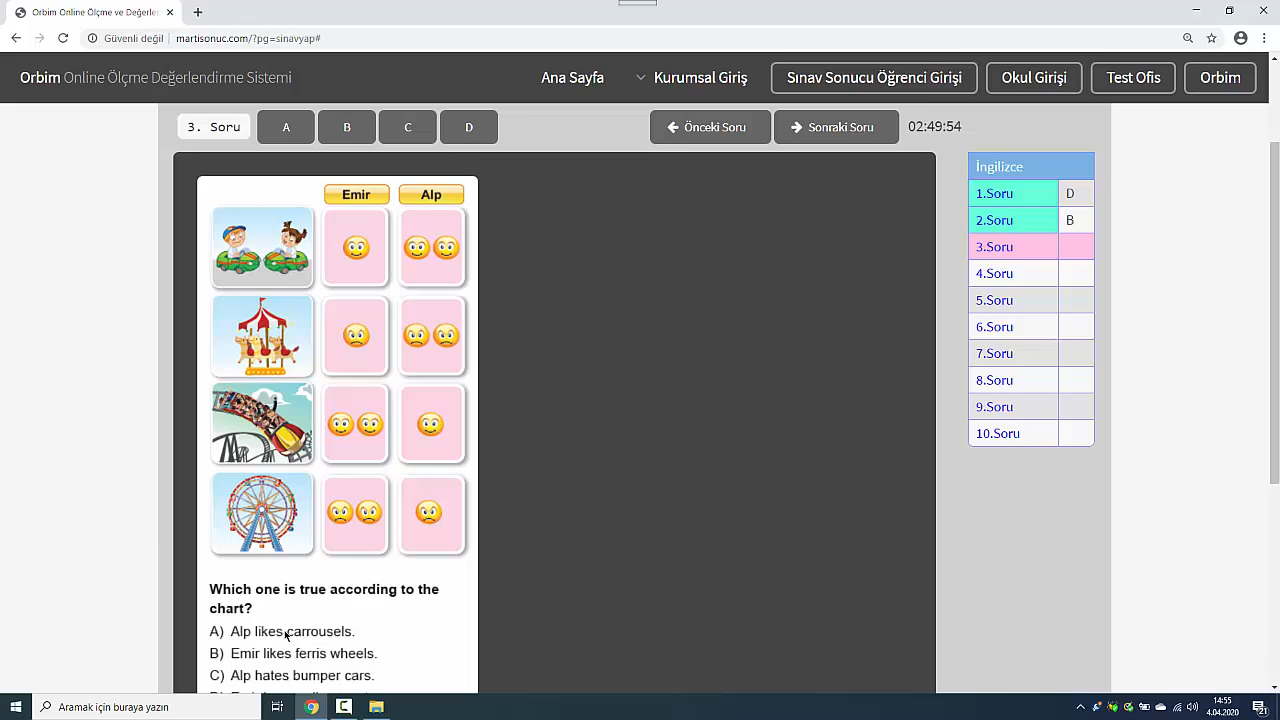 Orbim Online Ölçme ve Değerler
Güvenli değil martisonuc.com/?pg=sinavyap#
Orbim Online Ölçme Değerlendirme Sistemi
Ana Sayfa
Kurumsal Giriş
Sınav Sonucu Öğrenci Girişi
Okul Girişi
Test Ofis
Orbim
3. Soru
A
B
C
D
Önceki Soru
Sonraki Soru
02:49:54
Emir
Alp
Which one is true according to the
chart?
A) Alp likes carrousels.
B) Emir likes ferris wheels.
C) Alp hates bumper cars.
İngilizce
1.Soru D
2.Soru B
3.Soru
4.Soru
5.Soru
6.Soru
7.Soru
8.Soru
9.Soru
10.Soru
Aramak için buraya yazın
14:55
4.04.2020